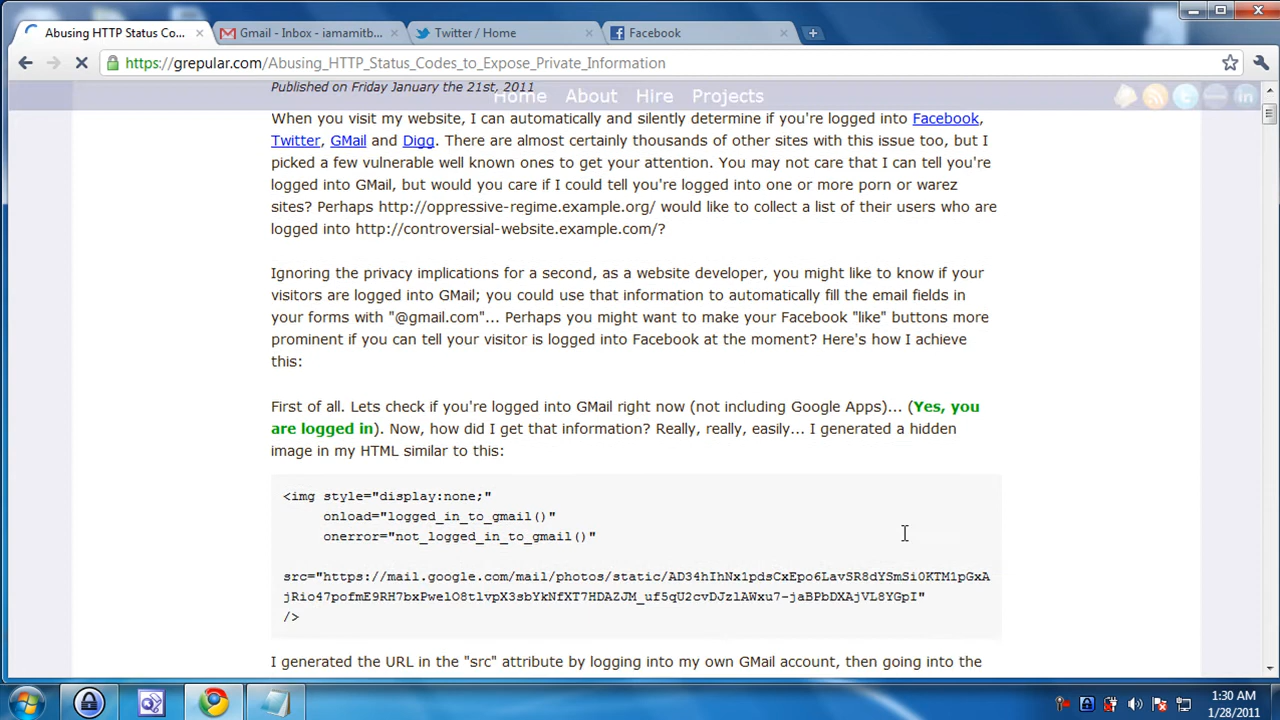 Abusing HTTP Status Co...
Gmail - Inbox - iamamitb...
Twitter / Home
Facebook
https://grepular.com/Abusing_HTTP_Status_Codes_to_Expose_Private_Information
Published on Friday January the 21st, 2011
Home About Hire Projects
When you visit my website, I can automatically and silently determine if you're logged into Facebook,
Twitter, GMail and Digg. There are almost certainly thousands of other sites with this issue too, but I
picked a few vulnerable well known ones to get your attention. You may not care that I can tell you're
logged into GMail, but would you care if I could tell you're logged into one or more porn or warez
sites? Perhaps http://oppressive-regime.example.org/ would like to collect a list of their users who are
logged into http://controversial-website.example.com/?
Ignoring the privacy implications for a second, as a website developer, you might like to know if your
visitors are logged into GMail; you could use that information to automatically fill the email fields in
your forms with "@gmail.com"... Perhaps you might want to make your Facebook "like" buttons more
prominent if you can tell your visitor is logged into Facebook at the moment? Here's how I achieve
this:
First of all. Lets check if you're logged into GMail right now (not including Google Apps)... (Yes, you
are logged in). Now, how did I get that information? Really, really, easily... I generated a hidden
image in my HTML similar to this:
<img style="display:none;"
onload="logged_in_to_gmail()"
onerror="not_logged_in_to_gmail()"
src="https://mail.google.com/mail/photos/static/AD34hIhNx1pdsCxEpo6LavSR8dYSmSi0KTM1pGxA
jRio47pofmE9RH7bxPwelO8tlvpX3sbYkNfXT7HDAZJM_uf5qU2cvDJzlAWxu7-jaBPbDXAjVL8YGpI"
/>
I generated the URL in the "src" attribute by logging into my own GMail account, then going into the
1:30 AM
1/28/2011